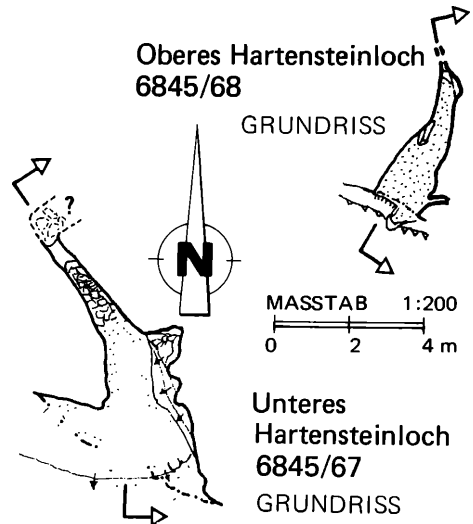 Oberes Hartensteinloch
6845/68
GRUNDRISS
?
N
MASSTAB 1:200
0 2 4 m
Unteres
Hartensteinloch
6845/67
GRUNDRISS